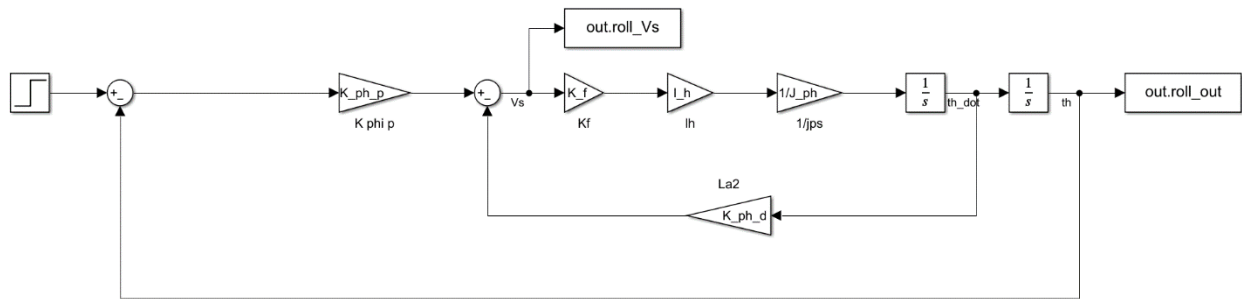 out.roll_Vs
+
−
K_ph_p
K phi p
+
−
Vs
K_f
Kf
l_h
lh
1/J_ph
1/jps
1
s
th_dot
1
s
th
out.roll_out
La2
K_ph_d